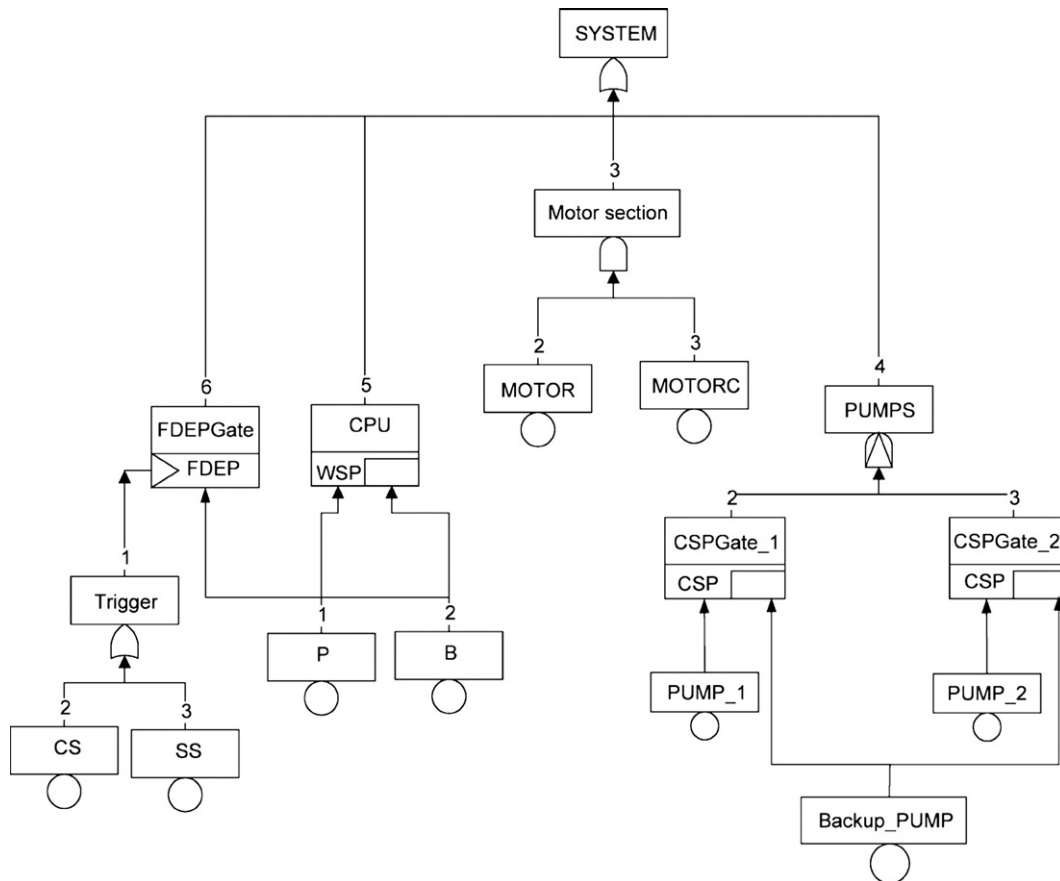 SYSTEM
3
Motor section
2
3
MOTOR
MOTORC
6
5
4
FDEPGate
CPU
PUMPS
FDEP
WSP
2
3
CSPGate_1
CSPGate_2
CSP
CSP
1
Trigger
1
2
P
B
PUMP_1
PUMP_2
2
3
CS
SS
Backup_PUMP